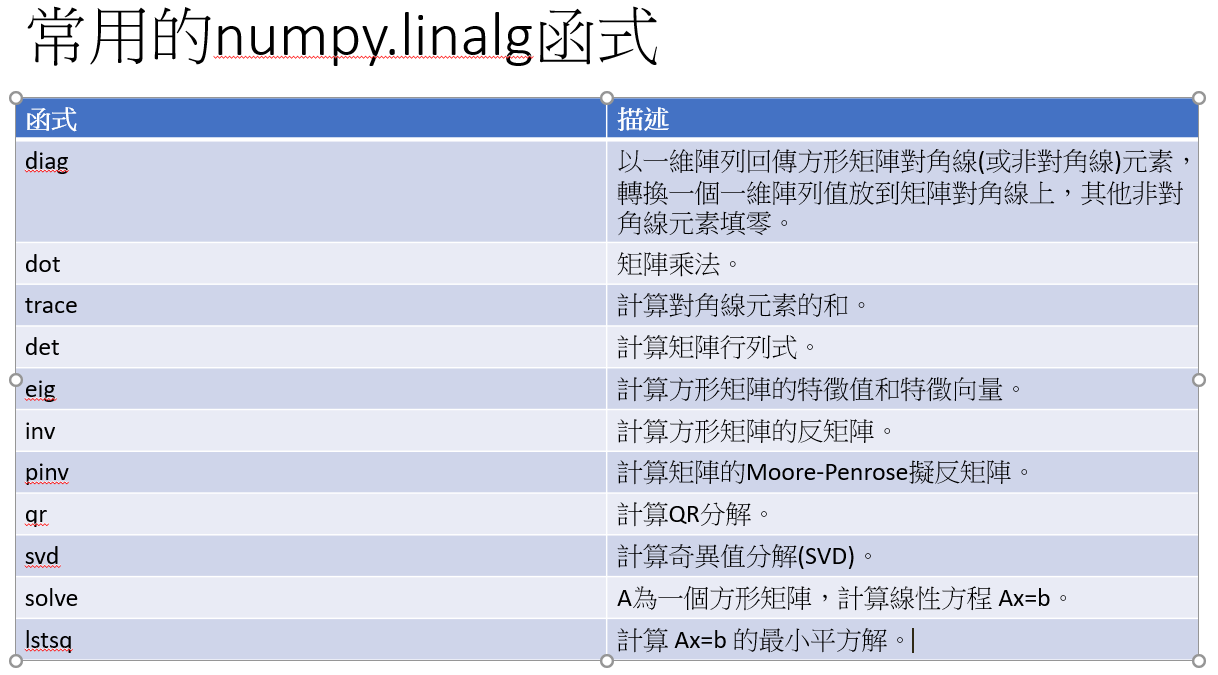 常用的numpy.linalg函式
函式
描述
diag
以一維陣列回傳方形矩陣對角線(或非對角線)元素，
轉換一個一維陣列值放到矩陣對角線上，其他非對
角線元素填零。
dot
矩陣乘法。
trace
計算對角線元素的和。
det
計算矩陣行列式。
eig
計算方形矩陣的特徵值和特徵向量。
inv
計算方形矩陣的反矩陣。
pinv
計算矩陣的Moore-Penrose擬反矩陣。
qr
計算QR分解。
svd
計算奇異值分解(SVD)。
solve
A為一個方形矩陣，計算線性方程 Ax=b。
lstsq
計算 Ax=b 的最小平方解。